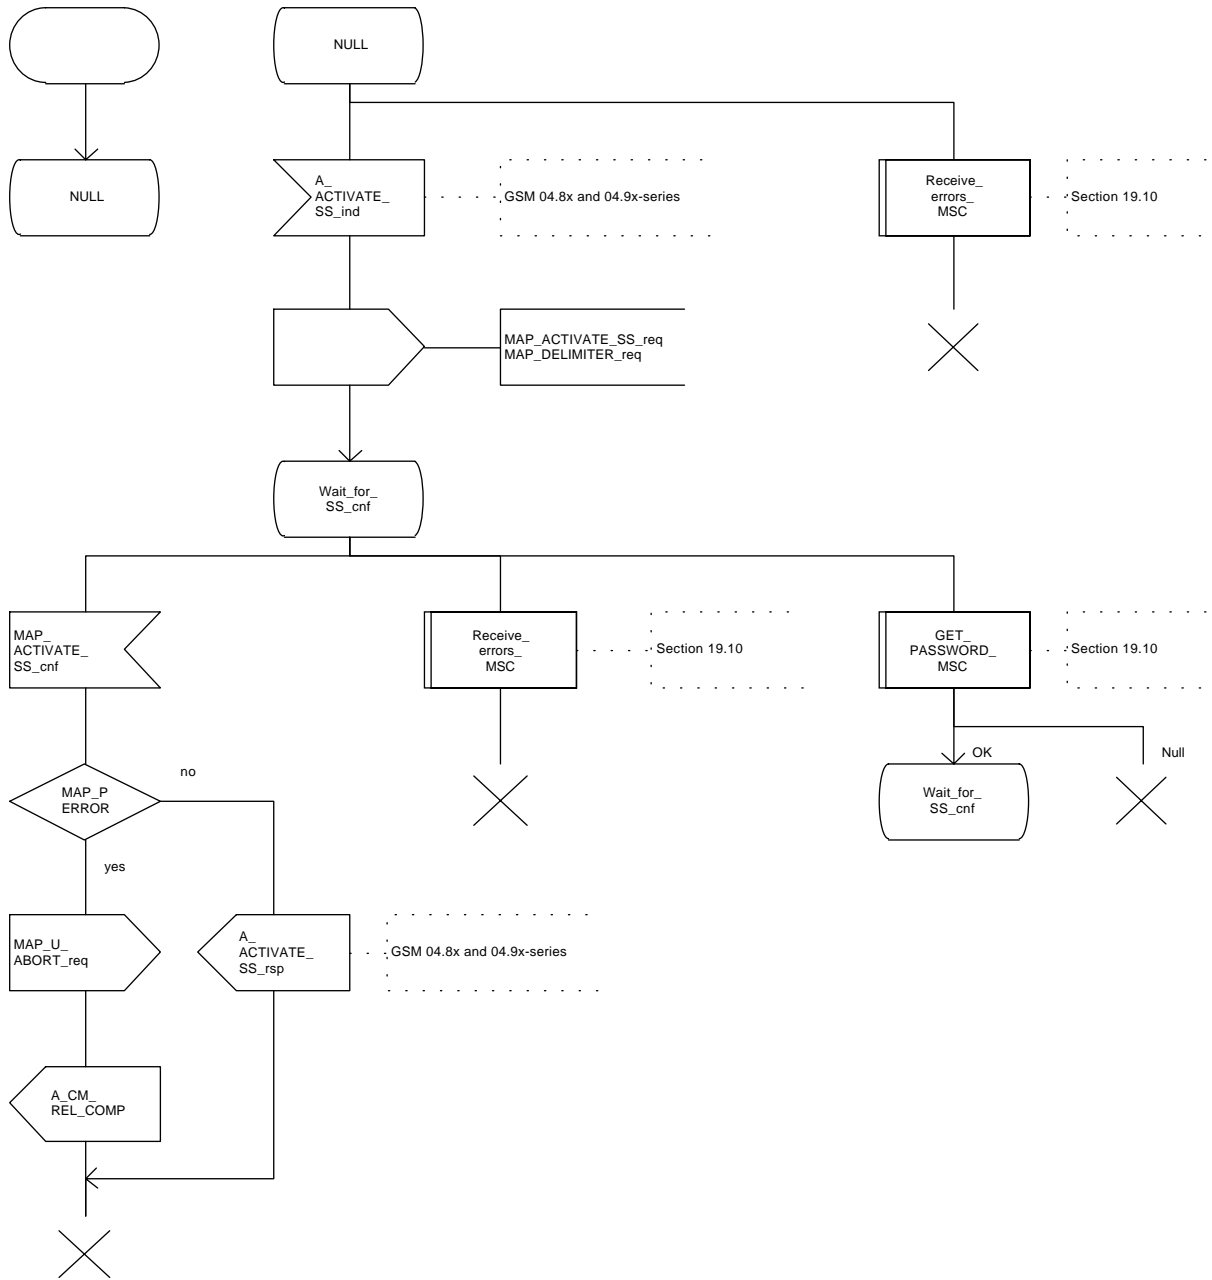 NULL
NULL
A_
ACTIVATE_
SS_ind
GSM 04.8x and 04.9x-series
Receive_
errors_
MSC
Section 19.10
MAP_ACTIVATE_SS_req
MAP_DELIMITER_req
Wait_for_
SS_cnf
MAP_
ACTIVATE_
SS_cnf
Receive_
errors_
MSC
Section 19.10
GET_
PASSWORD_
MSC
Section 19.10
OK
Null
no
MAP_P
ERROR
Wait_for_
SS_cnf
yes
MAP_U_
ABORT_req
A_
ACTIVATE_
SS_rsp
GSM 04.8x and 04.9x-series
A_CM_
REL_COMP